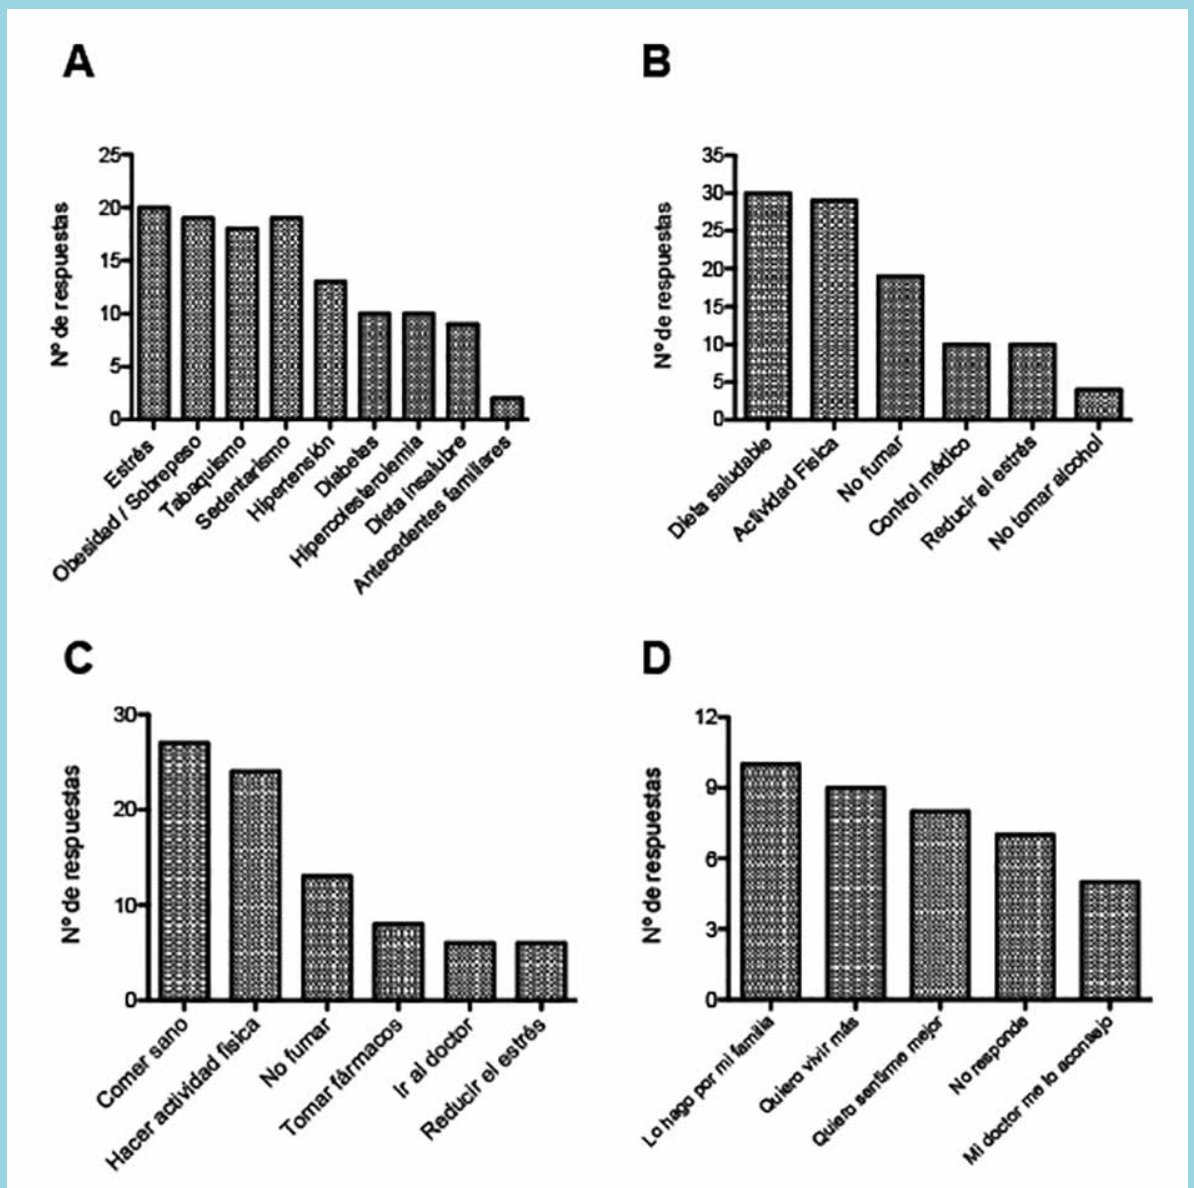 A
Nº de respuestas
25
20
15
10
5
0
Estrés
Obesidad / Sobrepeso
Tabaquismo
Sedentarismo
Hipertensión
Diabetes
Hipercolesterolemia
Dieta insalubre
Antecedentes familiares
B
Nº de respuestas
35
30
25
20
15
10
5
0
Dieta saludable
Actividad Física
No fumar
Control médico
Reducir el estrés
No tomar alcohol
C
Nº de respuestas
30
20
10
0
Comer sano
Hacer actividad física
No fumar
Tomar fármacos
Ir al doctor
Reducir el estrés
D
Nº de respuestas
12
9
6
3
0
Lo hago por mi familia
Quiero vivir más
Quiero sentirme mejor
No responde
Mi doctor me lo aconsejo